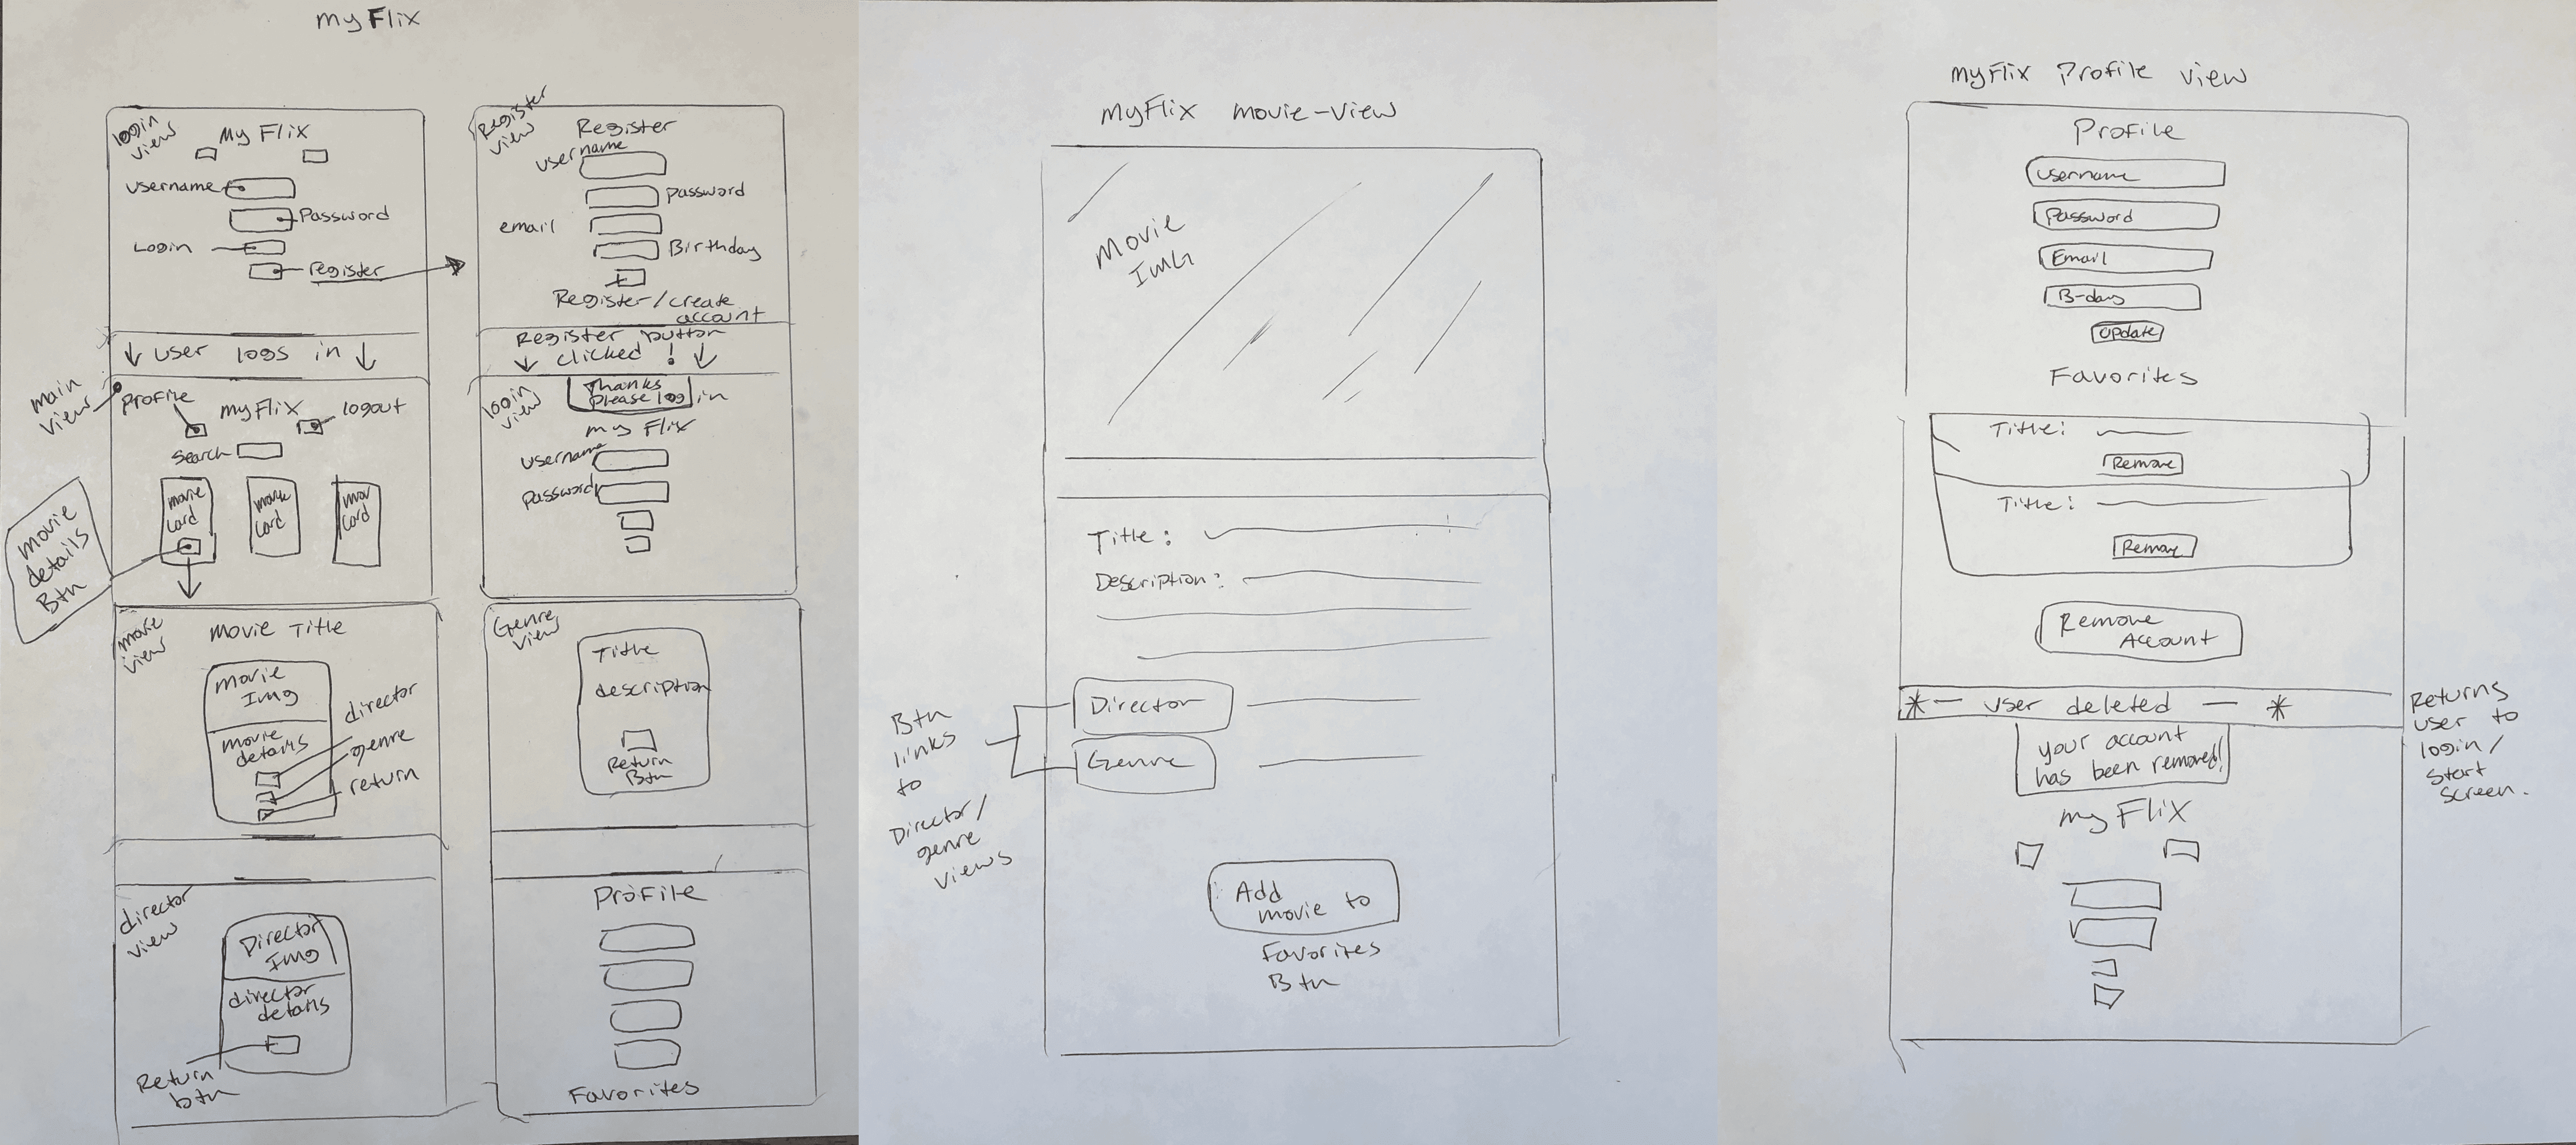 myFlix
login
view
My Flix
username
Password
Login
register
Register
view
Register
username
Password
email
Birthday
Register/create
account
↓ user logs in ↓
Register button
↓ clicked ! ↓
main
view
Profile
myFlix
logout
Search
movie
card
movie
card
mov
card
movie
details
Btn
login
view
Thanks
Please log in
my Flix
username
password
movie
view
Movie Title
movie
Img
movie
details
director
genre
return
Genre
view
Title
description
Return
Btn
director
view
Director
Img
director
details
Return
btn
Profile
Favorites
MyFlix movie-view
Movie
IMG
Title:
Description:
Director
Genre
Btn
links
to
Director/
genre
views
Add
movie to
Favorites
Btn
MyFlix Profile view
Profile
username
Password
Email
B-day
update
Favorites
Title:
Remove
Title:
Remove
Remove
Account
* — user deleted — *
your account
has been removed!
Returns
user to
login/
start
screen.
my Flix